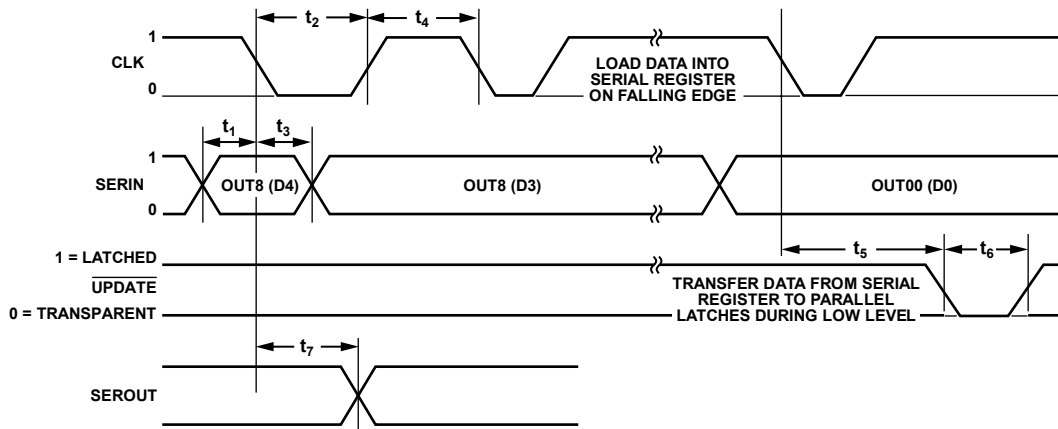 t2
t4
1
CLK
0
LOAD DATA INTO
SERIAL REGISTER
ON FALLING EDGE
t1
t3
1
SERIN
0
OUT8 (D4)
OUT8 (D3)
OUT00 (D0)
t5
t6
1 = LATCHED
UPDATE
0 = TRANSPARENT
TRANSFER DATA FROM SERIAL
REGISTER TO PARALLEL
LATCHES DURING LOW LEVEL
t7
SEROUT